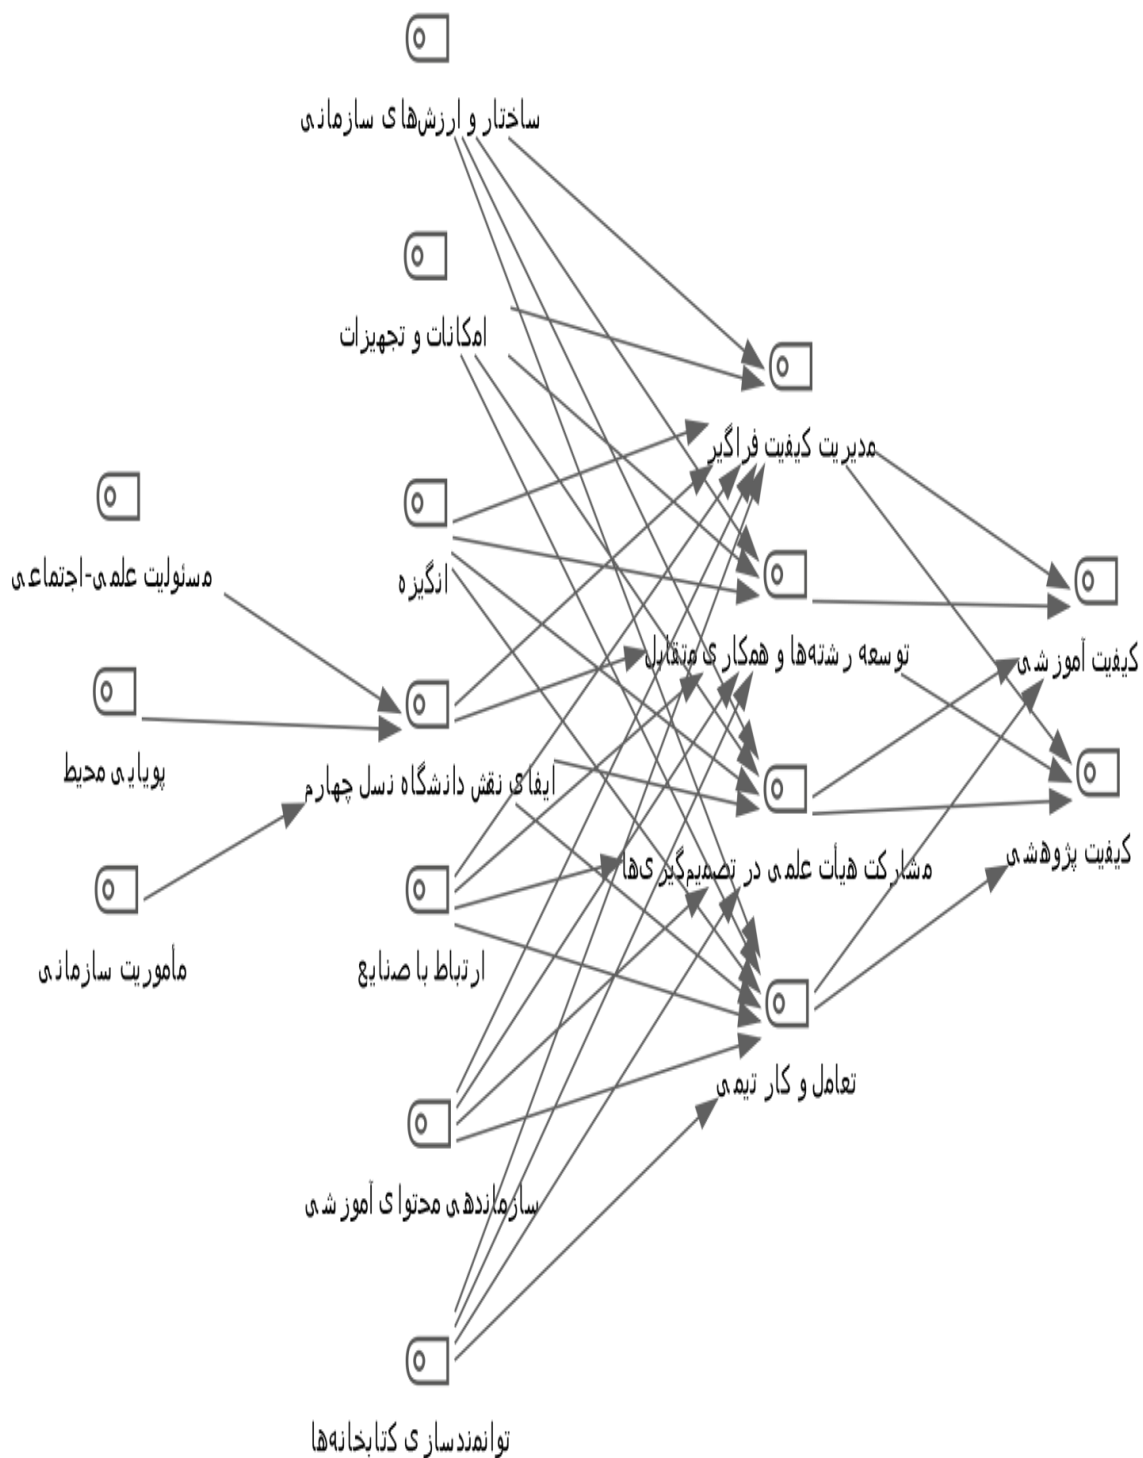 ساختار و ارزش‌های سازمانی
امکانات و تجهیزات
مدیریت کیفیت فراگیر
انگیزه
مسئولیت علمی-اجتماعی
توسعه رشته‌ها و همکاری متقابل
کیفیت آموزشی
پویایی محیط
ایفای نقش دانشگاه نسل چهارم
کیفیت پژوهشی
مشارکت هیأت علمی در تصمیم‌گیری‌ها
مأموریت سازمانی
ارتباط با صنایع
تعامل و کار تیمی
سازماندهی محتوای آموزشی
توانمندسازی کتابخانه‌ها